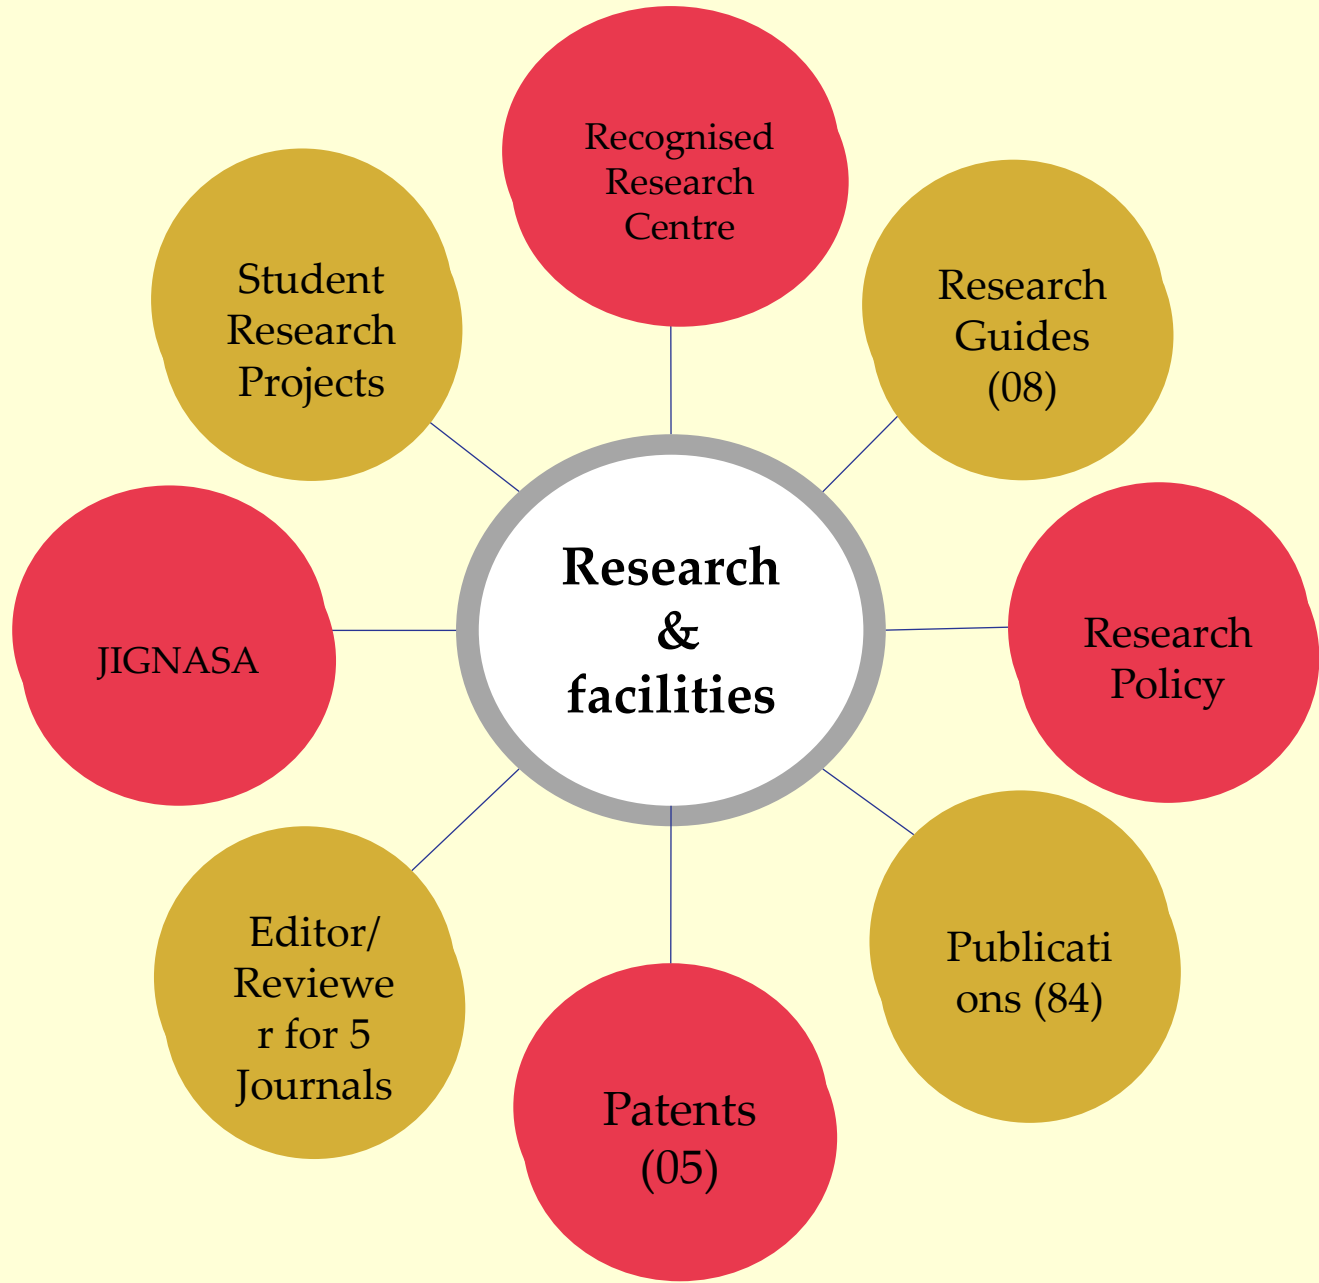 Recognised
Research
Centre
Research
Guides
(08)
Research
Policy
Publicati
ons (84)
Patents
(05)
Editor/
Reviewe
r for 5
Journals
JIGNASA
Student
Research
Projects
Research
&
facilities